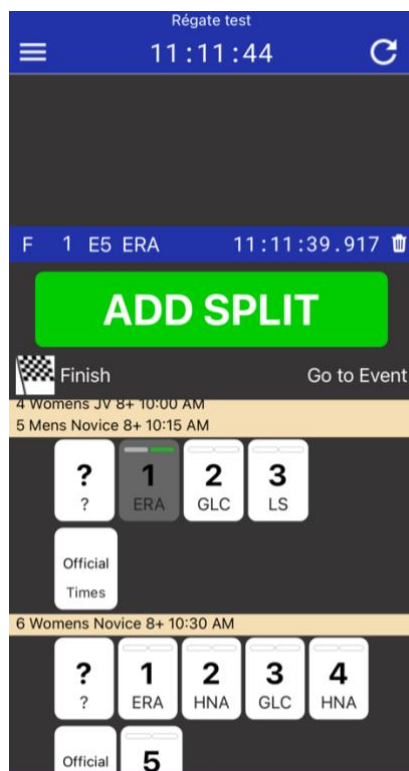 Régate test
11:11:44
F 1 E5 ERA 11:11:39.917
ADD SPLIT
Finish Go to Event
4 Womens JV 8+ 10:00 AM
5 Mens Novice 8+ 10:15 AM
? 1 2 3
? ERA GLC LS
Official
Times
6 Womens Novice 8+ 10:30 AM
? 1 2 3 4
? ERA HNA GLC HNA
Official 5